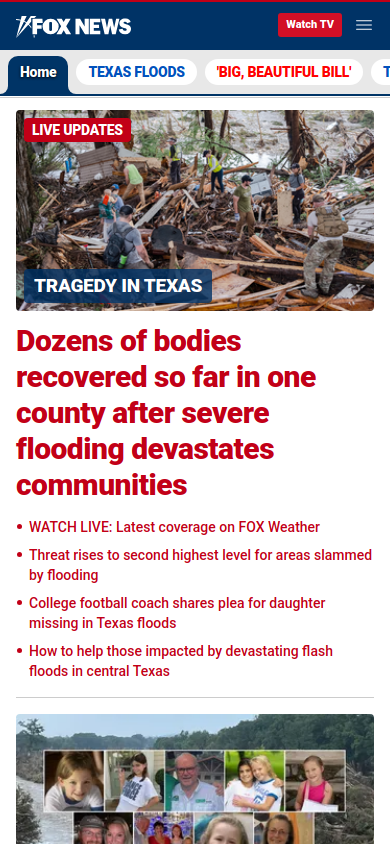 FOX NEWS
Watch TV
Home
TEXAS FLOODS
'BIG, BEAUTIFUL BILL'
LIVE UPDATES
TRAGEDY IN TEXAS
Dozens of bodies
recovered so far in one
county after severe
flooding devastates
communities
WATCH LIVE: Latest coverage on FOX Weather
Threat rises to second highest level for areas slammed
by flooding
College football coach shares plea for daughter
missing in Texas floods
How to help those impacted by devastating flash
floods in central Texas